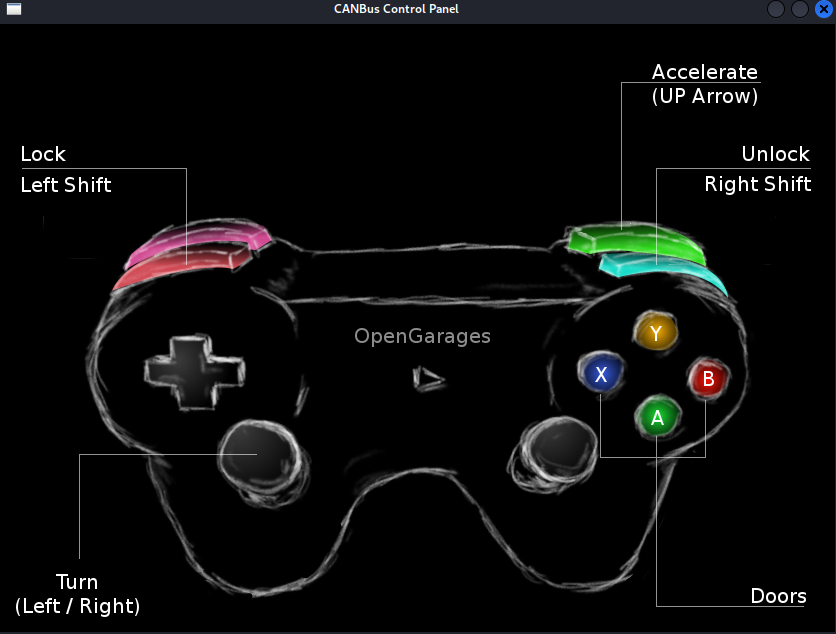 CANBus Control Panel
Accelerate
(UP Arrow)
Lock
Left Shift
Unlock
Right Shift
OpenGarages
Y
X
B
A
Turn
(Left / Right)
Doors